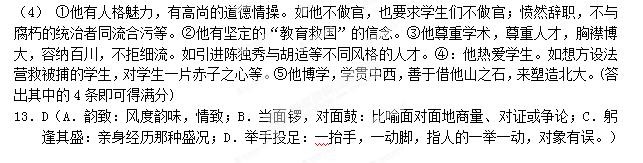 （4） ①他有人格魅力，有高尚的道德情操。如他不做官，也要求学生们不做官；愤然辞职，不与
腐朽的统治者同流合污等。②他有坚定的“教育救国”的信念。③他尊重学术，尊重人才，胸襟博
大，容纳百川，不拒细流。如引进陈独秀与胡适等不同风格的人才。④：他热爱学生。如想方设法
营救被捕的学生，对学生一片赤子之心等。⑤他博学，学贯中西，善于借他山之石，来塑造北大。（答
出其中的 4 条即可得满分）
13．D（A．韵致：风度韵味，情致；B．当面锣，对面鼓：比喻面对面地商量、对证或争论；C．躬
逢其盛：亲身经历那种盛况；D．举手投足：一抬手，一动脚，指人的一举一动，对象有误。）